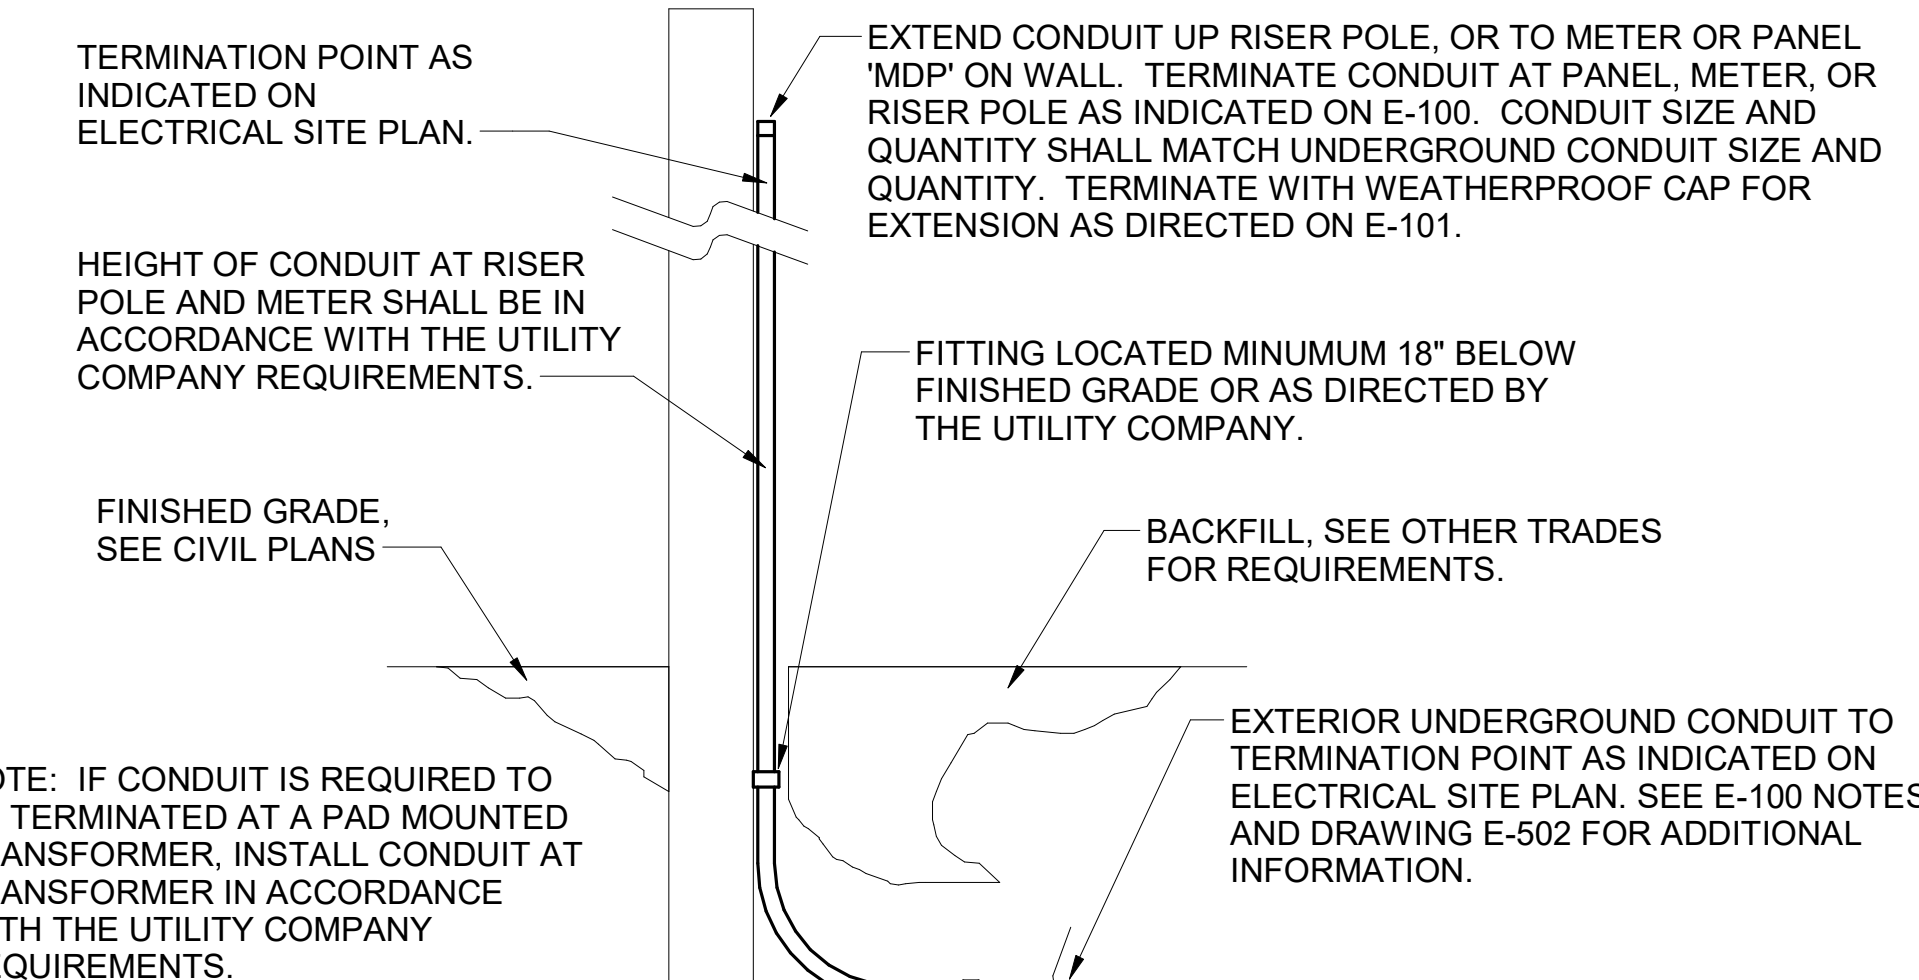 TERMINATION POINT AS
INDICATED ON
ELECTRICAL SITE PLAN.
EXTEND CONDUIT UP RISER POLE, OR TO METER OR PANEL
'MDP' ON WALL. TERMINATE CONDUIT AT PANEL, METER, OR
RISER POLE AS INDICATED ON E-100. CONDUIT SIZE AND
QUANTITY SHALL MATCH UNDERGROUND CONDUIT SIZE AND
QUANTITY. TERMINATE WITH WEATHERPROOF CAP FOR
EXTENSION AS DIRECTED ON E-101.
HEIGHT OF CONDUIT AT RISER
POLE AND METER SHALL BE IN
ACCORDANCE WITH THE UTILITY
COMPANY REQUIREMENTS.
FITTING LOCATED MINUMUM 18" BELOW
FINISHED GRADE OR AS DIRECTED BY
THE UTILITY COMPANY.
FINISHED GRADE,
SEE CIVIL PLANS
BACKFILL, SEE OTHER TRADES
FOR REQUIREMENTS.
EXTERIOR UNDERGROUND CONDUIT TO
TERMINATION POINT AS INDICATED ON
ELECTRICAL SITE PLAN. SEE E-100 NOTES
AND DRAWING E-502 FOR ADDITIONAL
INFORMATION.
OTE: IF CONDUIT IS REQUIRED TO
TERMINATED AT A PAD MOUNTED
ANSFORMER, INSTALL CONDUIT AT
ANSFORMER IN ACCORDANCE
TH THE UTILITY COMPANY
EQUIREMENTS.